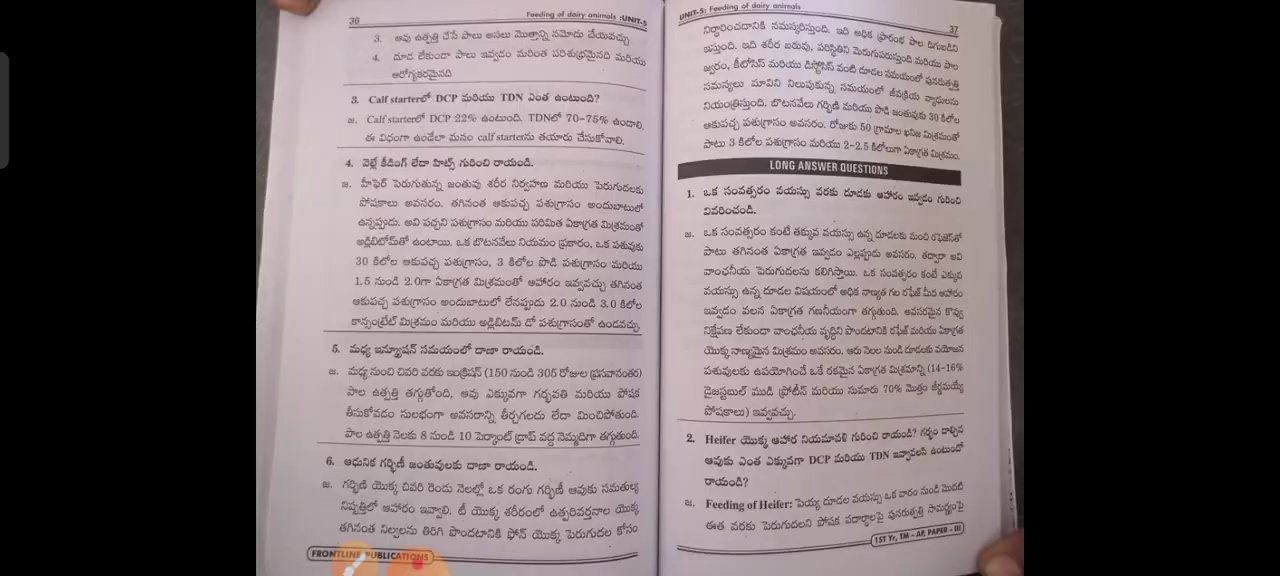 36
Feeding of dairy animals :UNIT-5
3. ఆవు ఉత్పత్తి చేసే పాలు అసలు మొత్తాన్ని నమోదు చేయవచ్చు
4. దూడ లేకుండా పాలు ఇవ్వడం మరింత పరిశుభ్రమైనది మరియు
ఆరోగ్యకరమైనది
3. Calf starterలో DCP మరియు TDN ఎంత ఉంటుంది?
జ. Calf starterలో DCP 22% ఉంటుంది. TDNలో 70-75% ఉండాలి.
ఈ విధంగా ఉండేలా మనం calf starterను తయారు చేసుకోవాలి.
4. వెల్లే కీడింగ్ లేదా హిట్స్ గురించి రాయండి.
జ. హీఫెర్ పెరుగుతున్న జంతువు శరీర నిర్వహణ మరియు పెరుగుదలకు
పోషకాలు అవసరం. తగినంత ఆకుపచ్చ పశుగ్రాసం అందుబాటులో
ఉన్నప్పుడు. అవి పచ్చని పశుగ్రాసం మరియు పరిమిత ఏకాగ్రత మిశ్రమంతో
అడ్లిబిటమ్‌తో ఉంటాయి. ఒక బొటనవేలు నియమం ప్రకారం, ఒక పశువుకు
30 కిలోల ఆకుపచ్చ పశుగ్రాసం, 3 కిలోల పొడి పశుగ్రాసం మరియు
1.5 నుండి 2.0గా ఏకాగ్రత మిశ్రమంతో ఆహారం ఇవ్వవచ్చు తగినంత
ఆకుపచ్చ పశుగ్రాసం అందుబాటులో లేనప్పుడు 2.0 నుండి 3.0 కిలోల
కాన్సంట్రేట్ మిశ్రమం మరియు అడ్లిబిటమ్ డో పశుగ్రాసంతో ఉండవచ్చు.
5. మధ్య ఇన్క్యూషన్ సమయంలో దాణా రాయండి.
జ. మధ్య నుంచి చివరి వరకు ఇంక్రిషన్ (150 నుండి 305 రోజుల ప్రసవానంతర)
పాల ఉత్పత్తి తగ్గుతోంది, ఆవు ఎక్కువగా గర్భవతి మరియు పోషక
తీసుకోవడం సులభంగా అవసరాన్ని తీర్చగలదు లేదా మించిపోతుంది.
పాల ఉత్పత్తి నెలకు 8 నుండి 10 పెర్కాంట్ డ్రాప్ వద్ద నెమ్మదిగా తగ్గుతుంది.
6. ఆధునిక గర్భిణీ జంతువులకు దాణా రాయండి.
జ. గర్భిణి యొక్క చివరి రెండు నెలల్లో ఒక రంగు గర్భిణీ ఆవుకు సమతుల్య
నిష్పత్తిలో ఆహారం ఇవ్వాలి. టీ యొక్క శరీరంలో ఉత్పరివర్తనాల యొక్క
తగినంత నిల్వలను తిరిగి పొందటానికి ఫోన్ యొక్క పెరుగుదల కోసం
FRONTLINE PUBLICATIONS
UNIT-5: Feeding of dairy animals
37
నిర్ధారించడానికి నమస్కరిస్తుంది. ఇది అధిక ప్రారంభ పాల దిగుబడిని
ఇస్తుంది. ఇది శరీర బరువు, పరిస్థితిని మెరుగుపరుస్తుంది మరియు పాల
జ్వరం, కీటోసిస్ మరియు డిస్టోసిస్ వంటి దూడల సమయంలో పునరుత్పత్తి
సమస్యలు మావిని నిలుపుకున్న సమయంలో జీవక్రియ వ్యాధులను
నియంత్రిస్తుంది. బొటనవేలు గర్భిణి మరియు పొడి జంతువుకు 30 కిలోల
ఆకుపచ్చ పశుగ్రాసం అవసరం. రోజుకు 50 గ్రాముల ఖనిజ మిశ్రమంతో
పాటు 3 కిలోల పశుగ్రాసం మరియు 2-2.5 కిలోలుగా ఏకాగ్రత మిశ్రమం.
LONG ANSWER QUESTIONS
1. ఒక సంవత్సరం వయస్సు వరకు దూడకు ఆహారం ఇవ్వడం గురించి
వివరించండి.
జ. ఒక సంవత్సరం కంటే తక్కువ వయస్సు ఉన్న దూడలకు మంచి రఫేజ్‌తో
పాటు తగినంత ఏకాగ్రత ఇవ్వడం ఎల్లప్పుడు అవసరం. తద్వారా అవి
వాంఛనీయ పెరుగుదలను కలిగిస్తాయి. ఒక సంవత్సరం కంటే ఎక్కువ
వయస్సు ఉన్న దూడల విషయంలో అధిక నాణ్యత గల రఫేజ్ మీద ఆహారం
ఇవ్వడం వలన ఏకాగ్రత గణనీయంగా తగ్గుతుంది. అవసరమైన కొవ్వు
నిక్షేపణ లేకుండా వాంఛనీయ వృద్ధిని పొందటానికి రఫేజ్ మరియు ఏకాగ్రత
యొక్క నాణ్యమైన మిశ్రమం అవసరం. ఆరు నెలల నుండి దూడలకు వయోజన
పశువులకు ఉపయోగించే ఒకే రకమైన ఏకాగ్రత మిశ్రమాన్ని (14-16%
డైజస్టబుల్ ముడి ప్రోటీన్ మరియు సుమారు 70% మొత్తం జీర్ణమయ్యే
పోషకాలు) ఇవ్వవచ్చు.
2. Heifer యొక్క ఆహార నియమావళి గురించి రాయండి? గర్భం దాల్చిన
ఆవుకు ఎంత ఎక్కువగా DCP మరియు TDN ఇవ్వావలసి ఉంటుందో
రాయండి?
జ. Feeding of Heifer: పెయ్య దూడల వయస్సు ఒక వారం నుండి మొదటి
ఈత వరకు పెరుగుదలని పోషక పదార్థాలపై పునరుత్పత్తి సామర్థ్యంపై
1ST Yr, TM - AP, PAPER - III